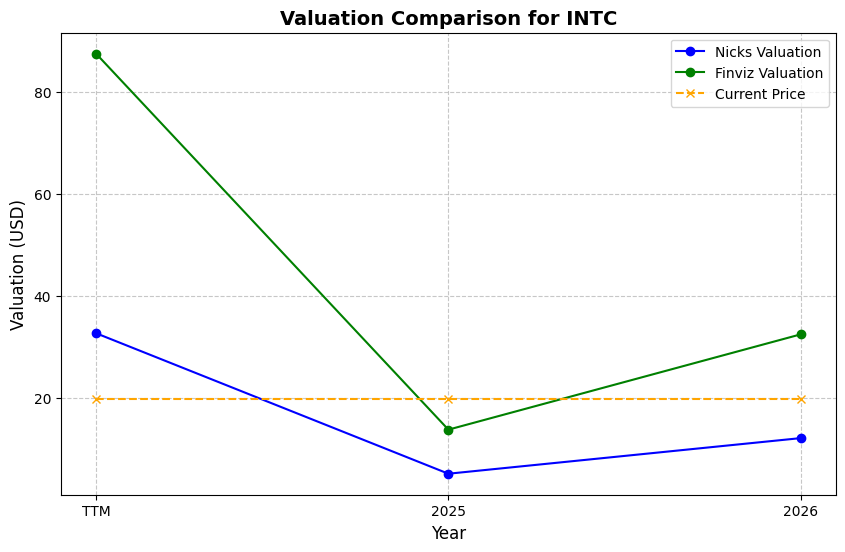 Valuation Comparison for INTC
Nicks Valuation
Finviz Valuation
Current Price
Valuation (USD)
80
60
40
20
TTM
2025
2026
Year